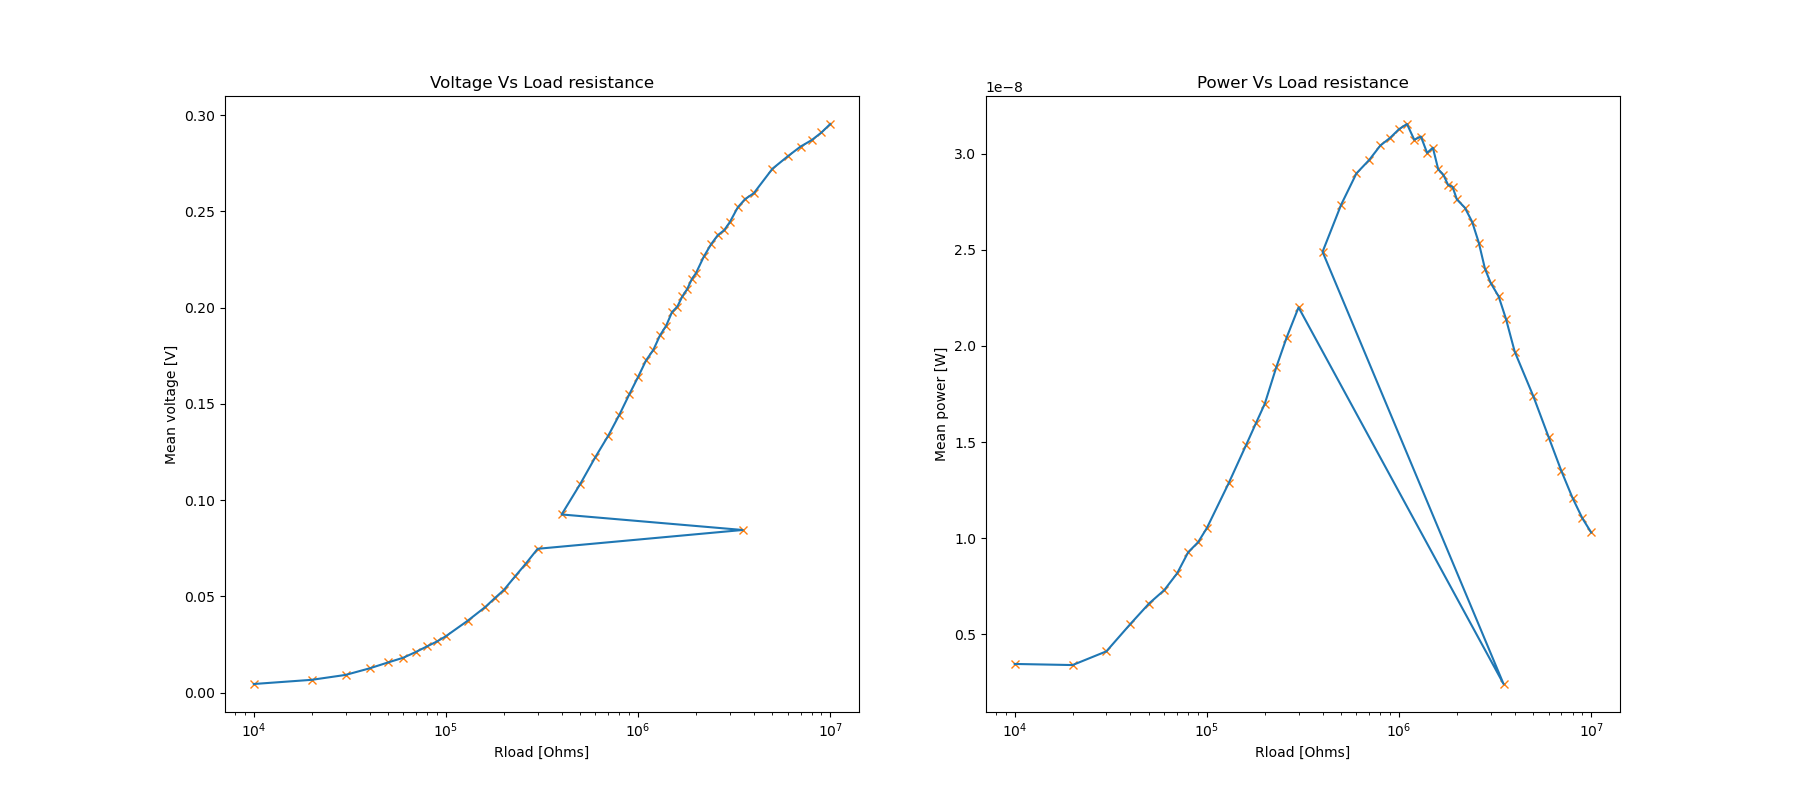 Voltage Vs Load resistance
0.30
0.25
0.20
0.15
0.10
0.05
0.00
Mean voltage [V]
10⁴ 10⁵ 10⁶ 10⁷
Rload [Ohms]
Power Vs Load resistance
1e−8
3.0
2.5
2.0
1.5
1.0
0.5
Mean power [W]
10⁴ 10⁵ 10⁶ 10⁷
Rload [Ohms]